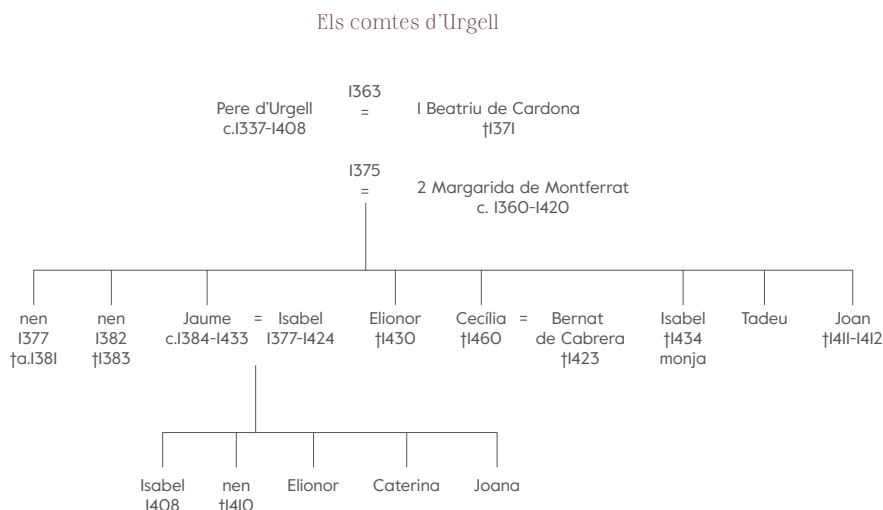 Els comtes d'Urgell
1363
Pere d'Urgell = 1 Beatriu de Cardona
c.1337-1408 †1371
1375
= 2 Margarida de Montferrat
c. 1360-1420
nen nen Jaume = Isabel Elionor Cecília = Bernat Isabel Tadeu Joan
1377 1382 c.1384-1433 1377-1424 †1430 †1460 de Cabrera †1434 †1411-1412
†a.1381 †1383 †1423 monja
Isabel nen Elionor Caterina Joana
1408 †1410